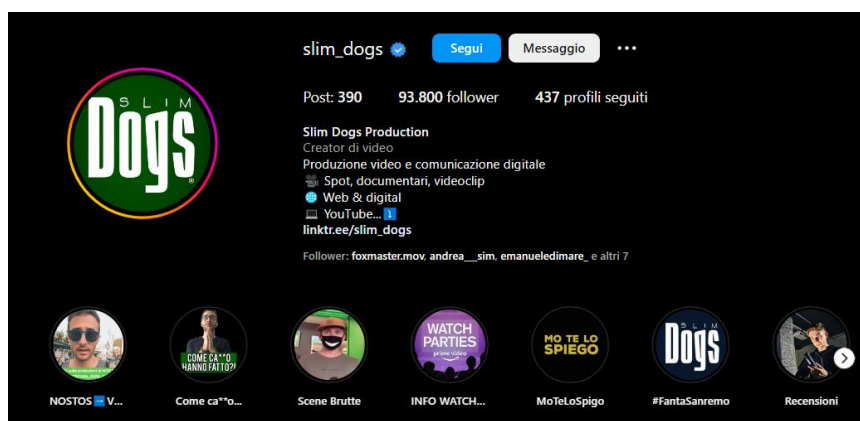 slim_dogs
Segui
Messaggio
Post: 390
93.800 follower
437 profili seguiti
SLIM
Dogs
Slim Dogs Production
Creator di video
Produzione video e comunicazione digitale
Spot, documentari, videoclip
Web & digital
YouTube...
linktr.ee/slim_dogs
Follower: foxmaster.mov, andrea___sim, emanueledimare_ e altri 7
COME CA**O
HANNO FATTO?!
WATCH
PARTIES
prime video
MO TE LO
SPIEGO
SLIM
Dogs
NOSTOS ➡ V...
Come ca**o...
Scene Brutte
INFO WATCH...
MoTeLoSpigo
#FantaSanremo
Recensioni